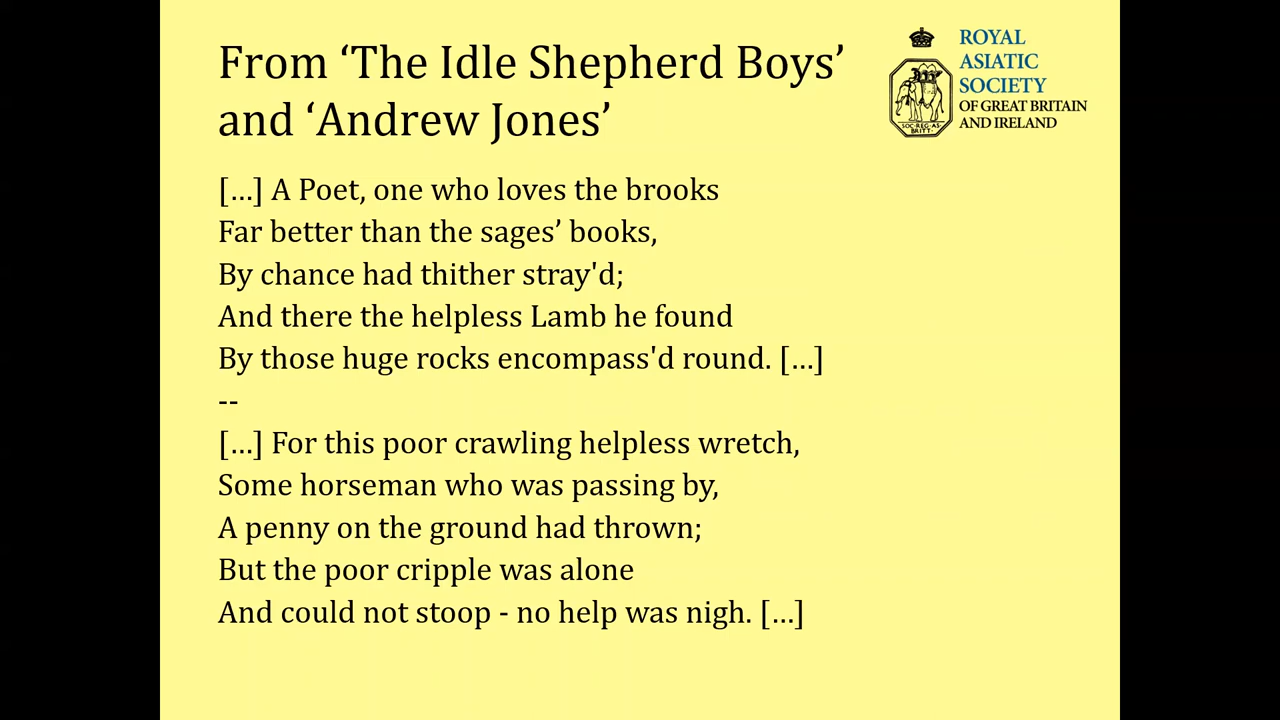 From ‘The Idle Shepherd Boys’
and ‘Andrew Jones’
ROYAL
ASIATIC
SOCIETY
OF GREAT BRITAIN
AND IRELAND
SOC·REG·AS·
BRITT·
[…] A Poet, one who loves the brooks
Far better than the sages’ books,
By chance had thither stray'd;
And there the helpless Lamb he found
By those huge rocks encompass'd round. […]
--
[…] For this poor crawling helpless wretch,
Some horseman who was passing by,
A penny on the ground had thrown;
But the poor cripple was alone
And could not stoop - no help was nigh. […]